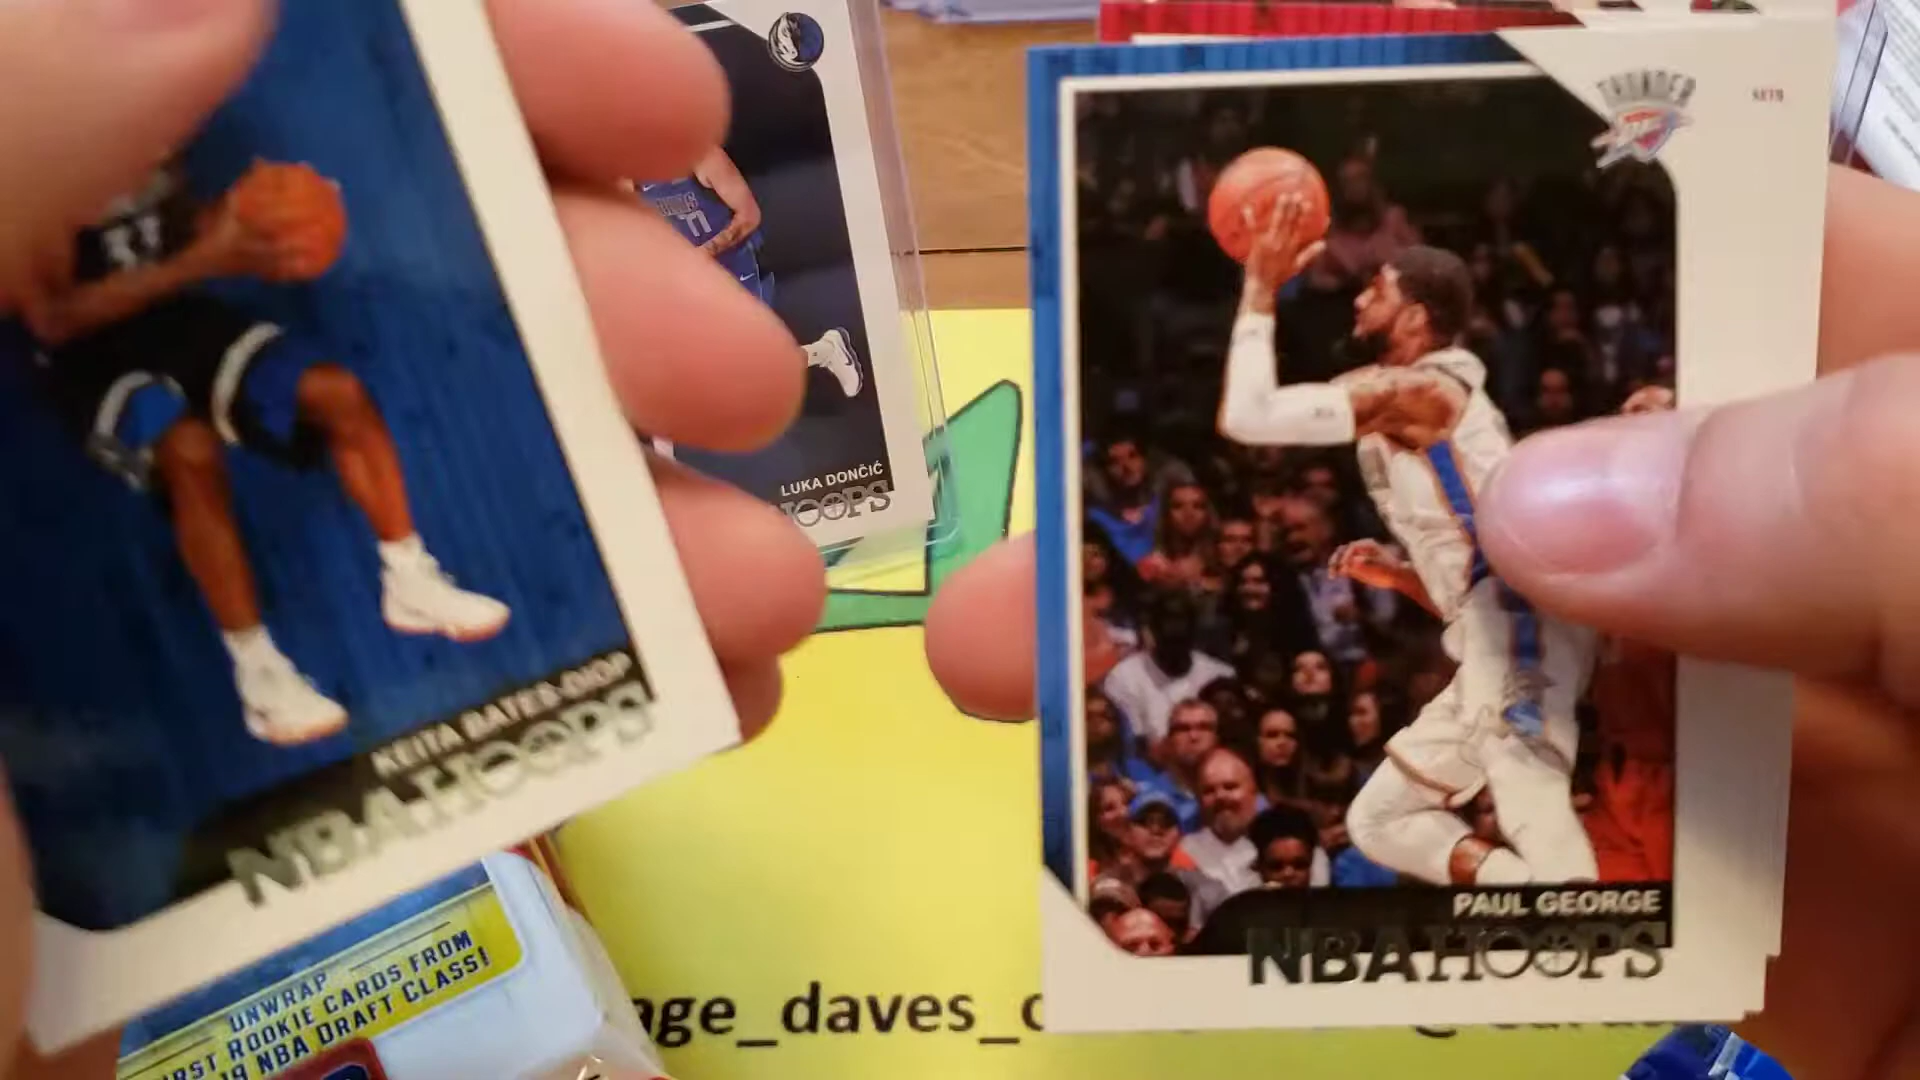 THUNDER
77
LUKA DONČIĆ
HOOPS
KEITA BATES-DIOP
NBA HOOPS
PAUL GEORGE
NBA HOOPS
UNWRAP
ROOKIE CARDS FROM
NBA DRAFT CLASS!
age_daves_c